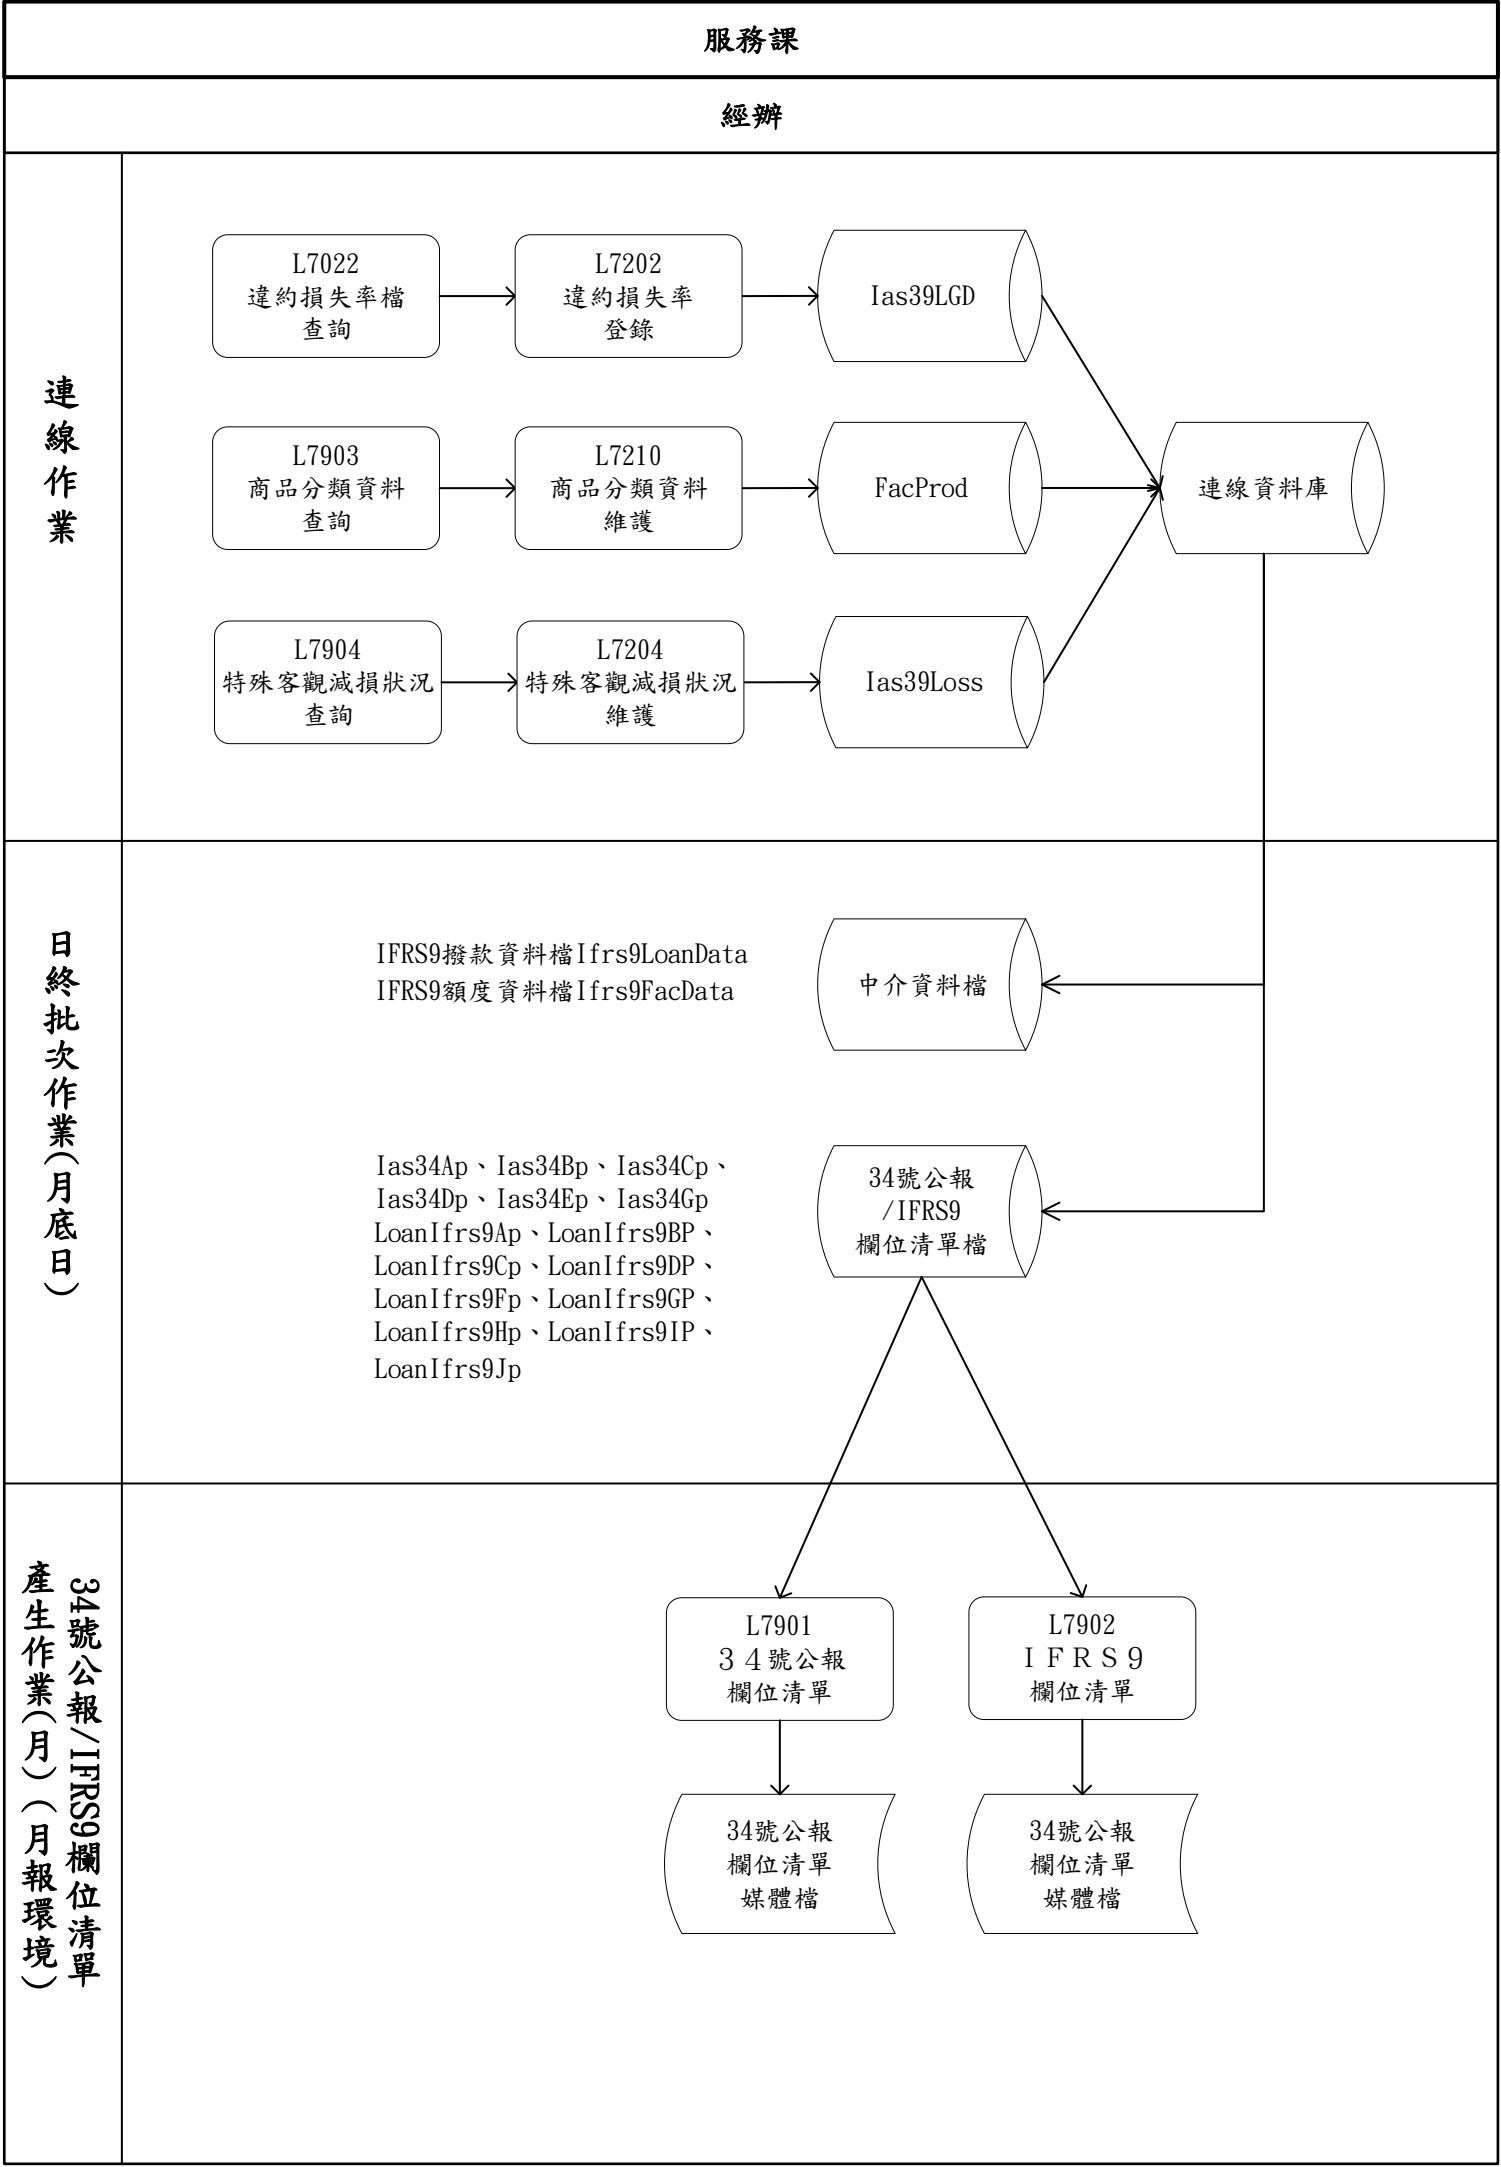 服務課
經辦
連線作業
L7022
違約損失率檔
查詢
L7202
違約損失率
登錄
Ias39LGD
L7903
商品分類資料
查詢
L7210
商品分類資料
維護
FacProd
連線資料庫
L7904
特殊客觀減損狀況
查詢
L7204
特殊客觀減損狀況
維護
Ias39Loss
日終批次作業(月底日)
IFRS9撥款資料檔Ifrs9LoanData
IFRS9額度資料檔Ifrs9FacData
中介資料檔
Ias34Ap、Ias34Bp、Ias34Cp、
Ias34Dp、Ias34Ep、Ias34Gp
LoanIfrs9Ap、LoanIfrs9BP、
LoanIfrs9Cp、LoanIfrs9DP、
LoanIfrs9Fp、LoanIfrs9GP、
LoanIfrs9Hp、LoanIfrs9IP、
LoanIfrs9Jp
34號公報
/IFRS9
欄位清單檔
34號公報/IFRS9欄位清單
產生作業(月)(月報環境)
L7901
３４號公報
欄位清單
L7902
ＩＦＲＳ９
欄位清單
34號公報
欄位清單
媒體檔
34號公報
欄位清單
媒體檔